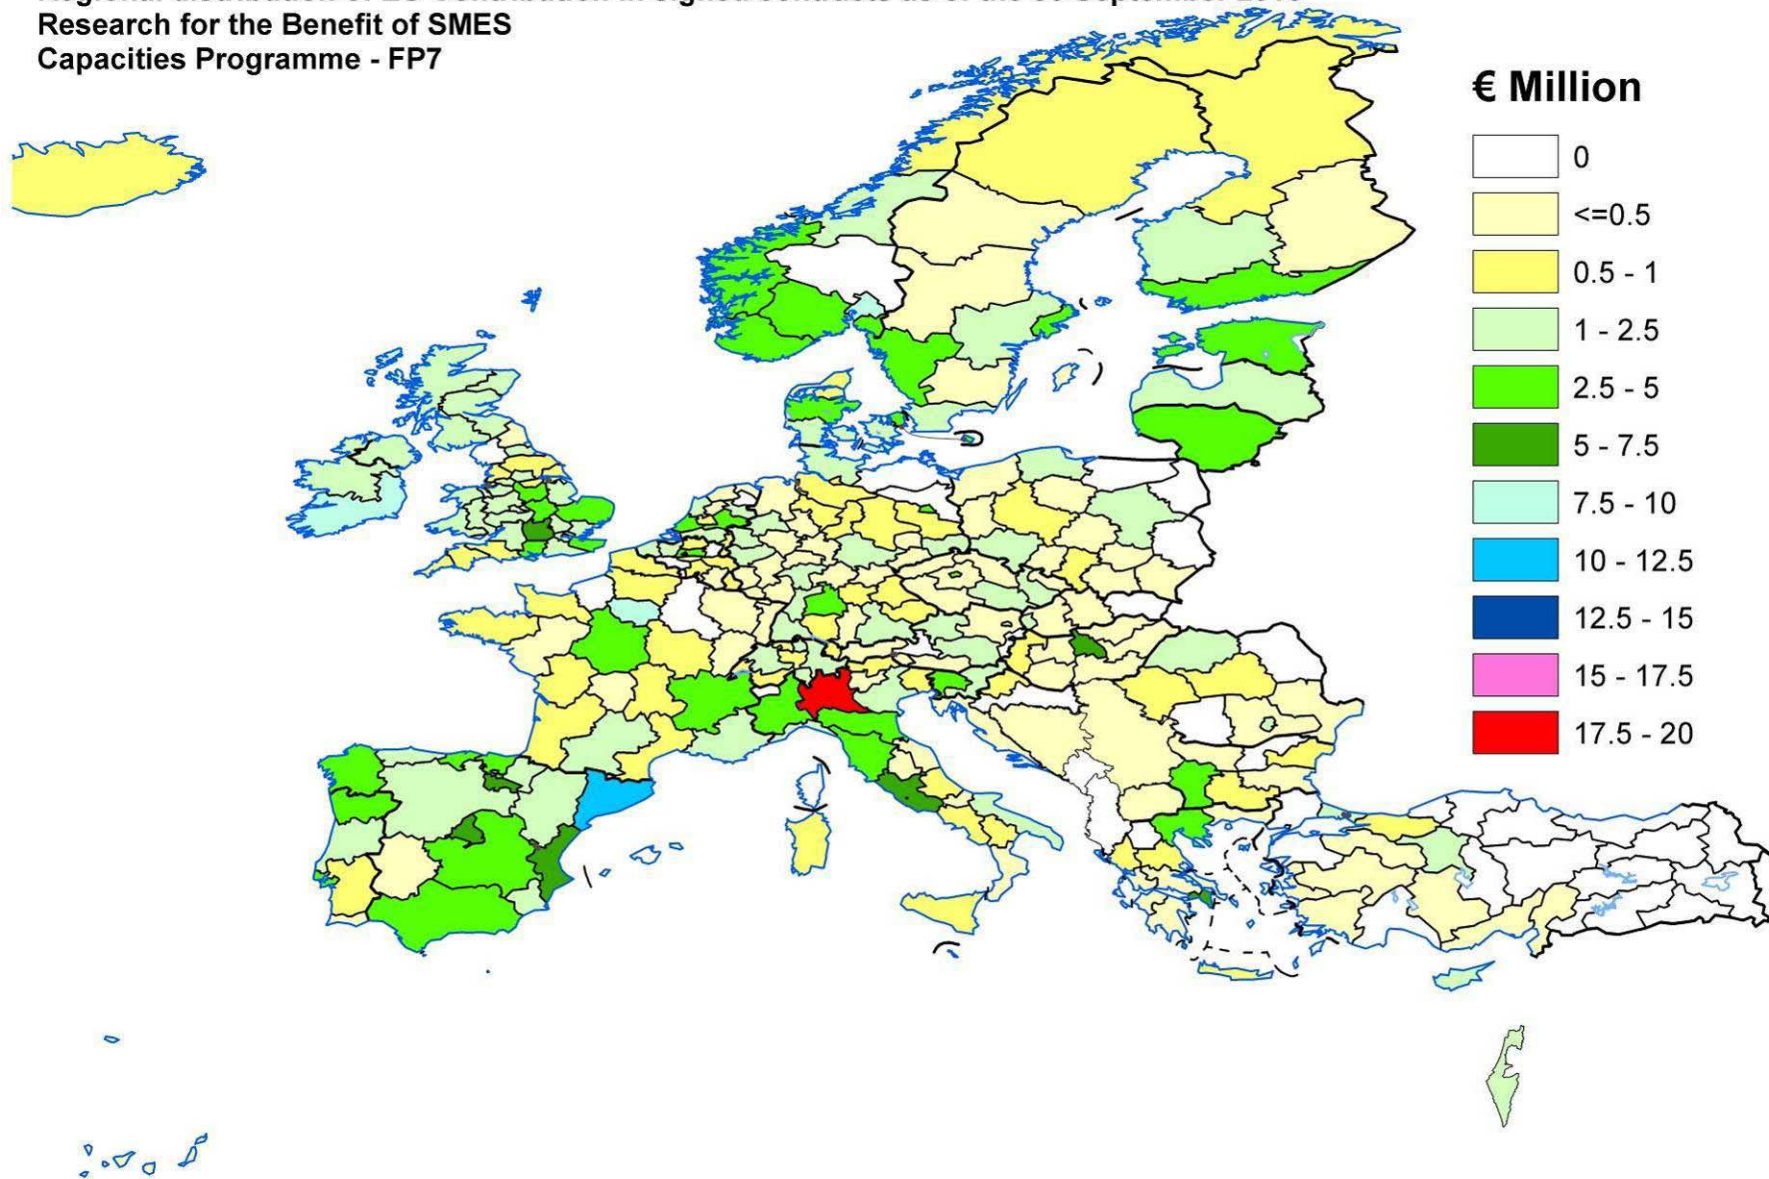 Research for the Benefit of SMES
Capacities Programme - FP7
€ Million
0
<=0.5
0.5 - 1
1 - 2.5
2.5 - 5
5 - 7.5
7.5 - 10
10 - 12.5
12.5 - 15
15 - 17.5
17.5 - 20